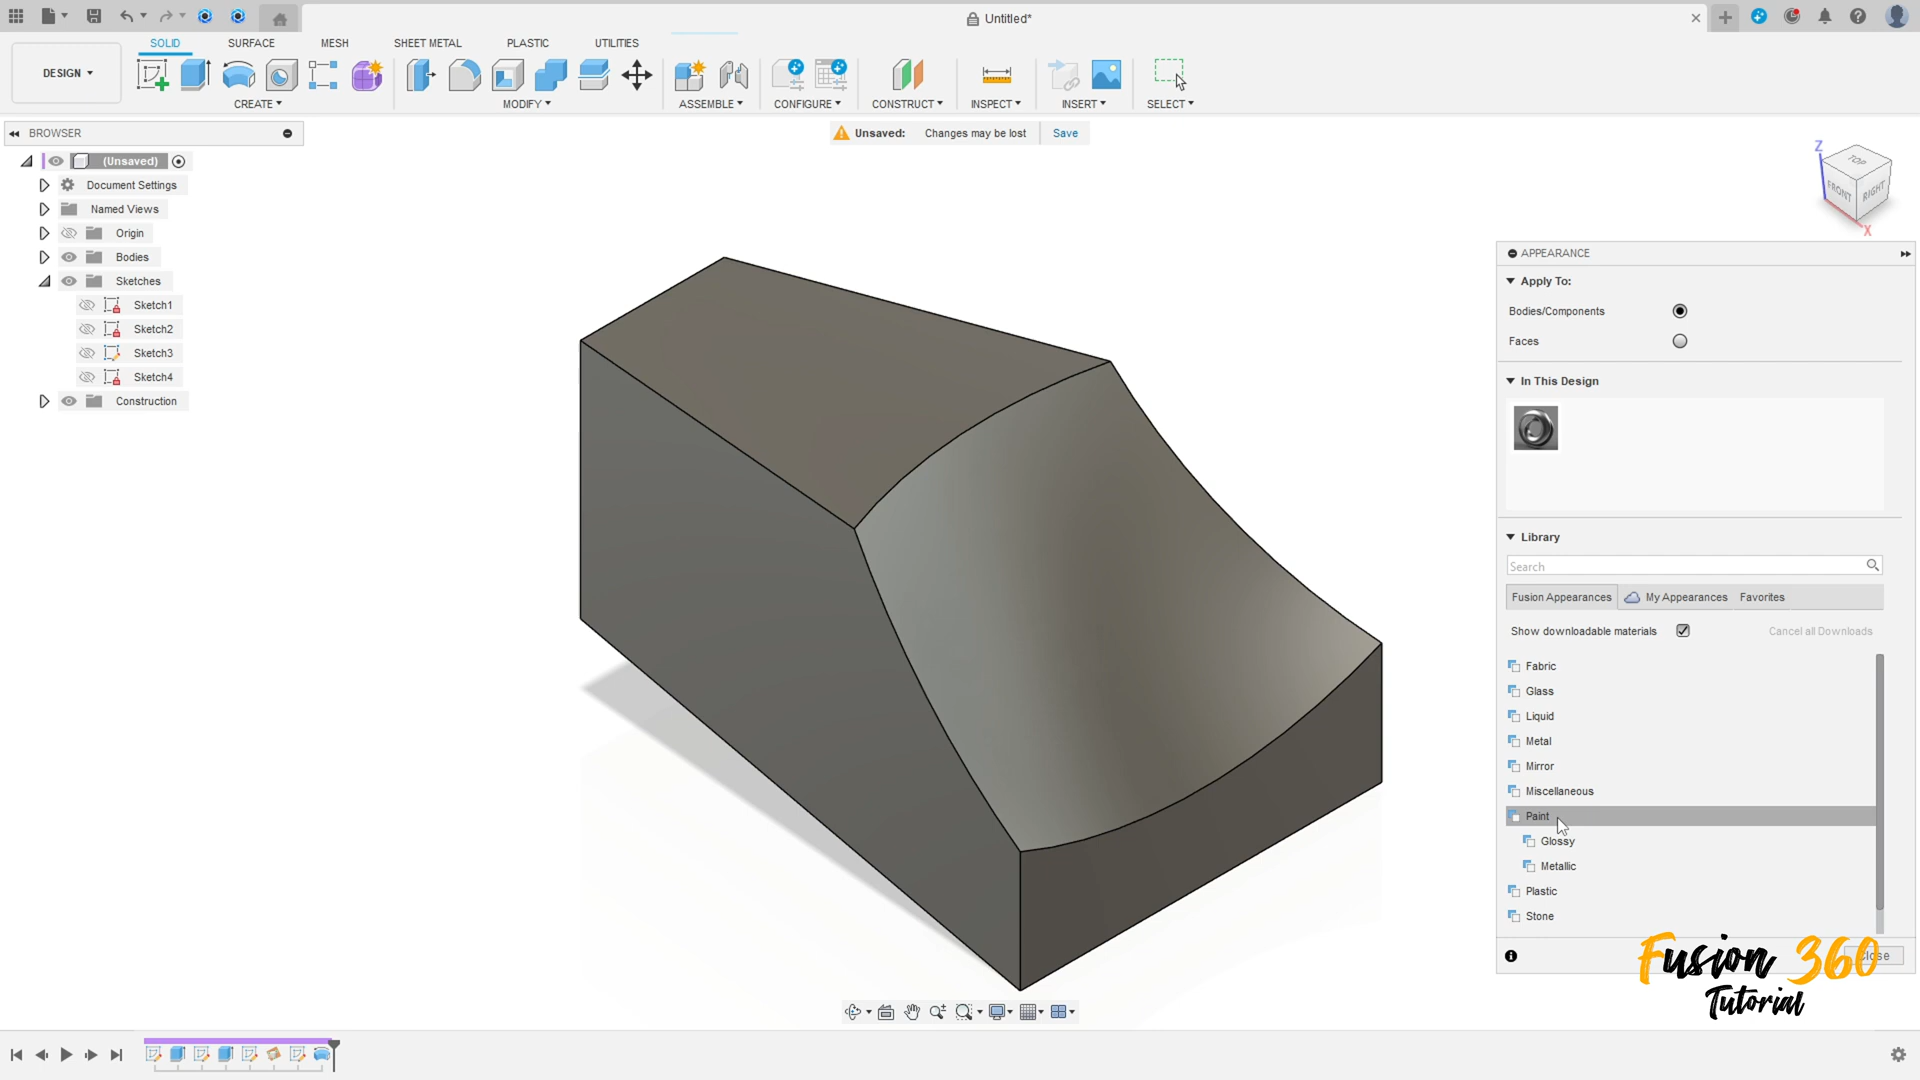 Untitled*
SOLID
SURFACE
MESH
SHEET METAL
PLASTIC
UTILITIES
DESIGN
CREATE
MODIFY
ASSEMBLE
CONFIGURE
CONSTRUCT
INSPECT
INSERT
SELECT
BROWSER
Unsaved: Changes may be lost Save
(Unsaved)
Document Settings
Named Views
Origin
Bodies
Sketches
Sketch1
Sketch2
Sketch3
Sketch4
Construction
Z
TOP
FRONT
RIGHT
X
APPEARANCE
Apply To:
Bodies/Components
Faces
In This Design
Library
Search
Fusion Appearances
My Appearances
Favorites
Show downloadable materials
Cancel all Downloads
Fabric
Glass
Liquid
Metal
Mirror
Miscellaneous
Paint
Glossy
Metallic
Plastic
Stone
Close
Fusion 360
Tutorial